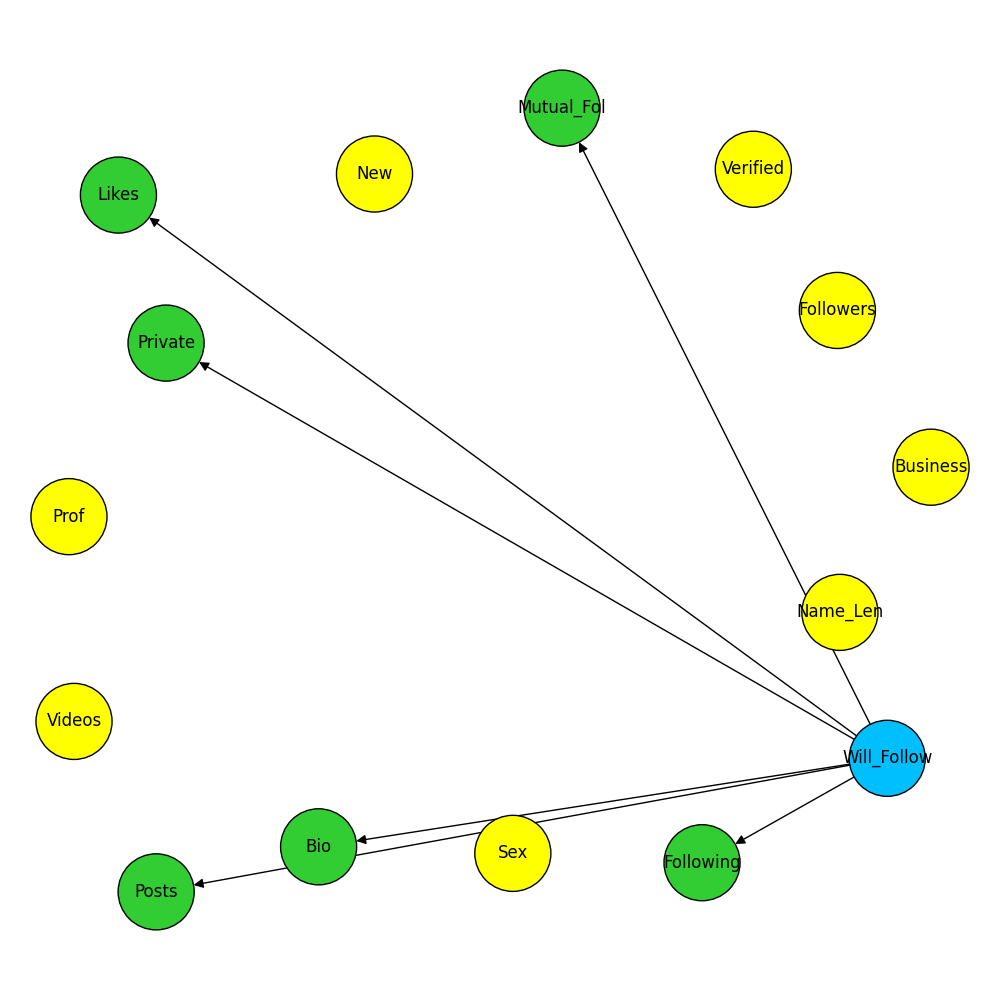 Mutual_Fol
Verified
New
Likes
Followers
Private
Business
Prof
Name_Len
Videos
Will_Follow
Bio
Sex
Following
Posts